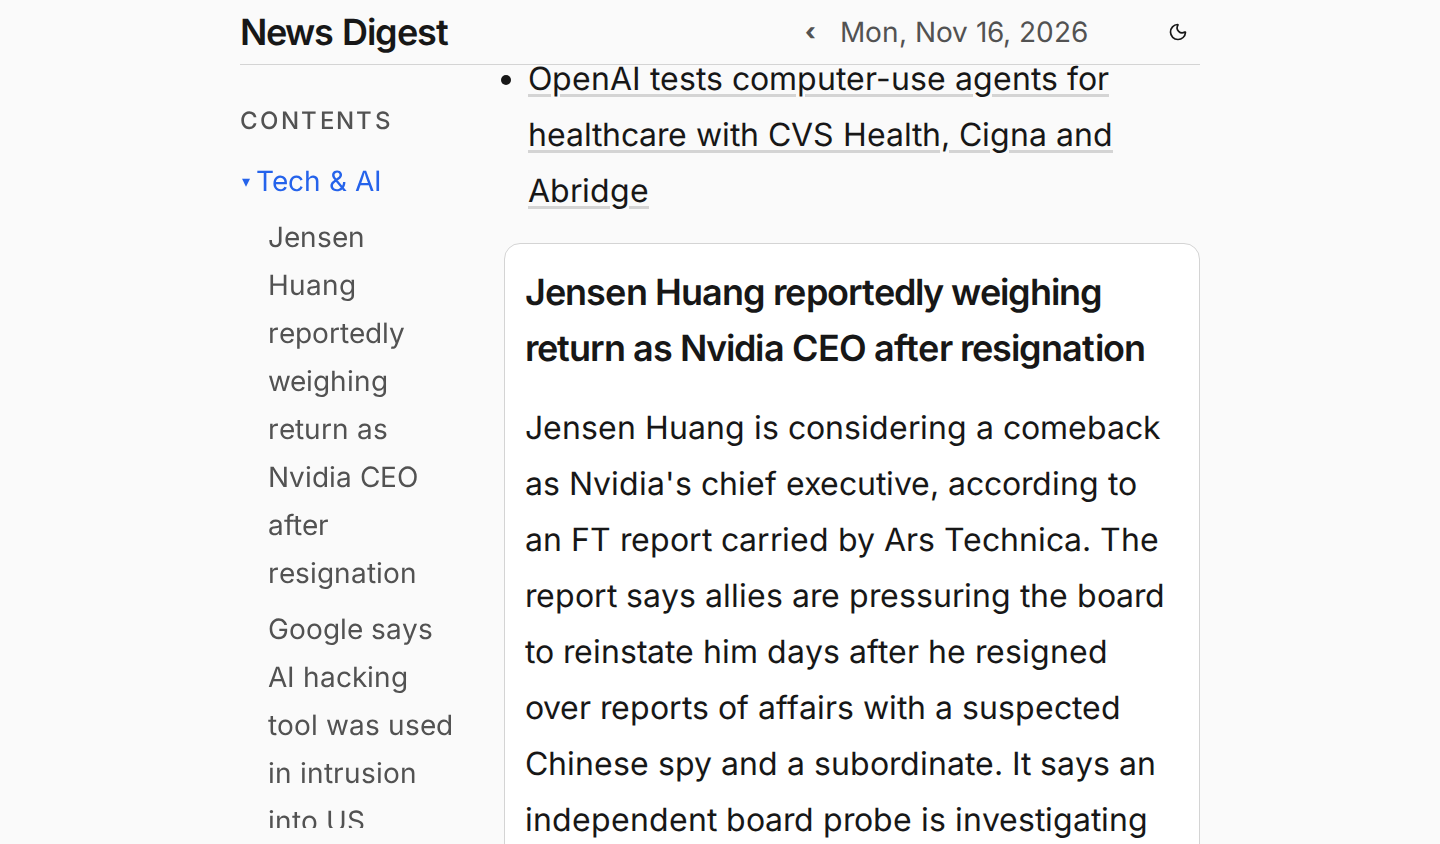 News Digest
‹ Mon, Nov 16, 2026
CONTENTS
▾ Tech & AI
Jensen
Huang
reportedly
weighing
return as
Nvidia CEO
after
resignation
Google says
AI hacking
tool was used
in intrusion
into US
• OpenAI tests computer-use agents for
healthcare with CVS Health, Cigna and
Abridge
Jensen Huang reportedly weighing
return as Nvidia CEO after resignation
Jensen Huang is considering a comeback
as Nvidia's chief executive, according to
an FT report carried by Ars Technica. The
report says allies are pressuring the board
to reinstate him days after he resigned
over reports of affairs with a suspected
Chinese spy and a subordinate. It says an
independent board probe is investigating